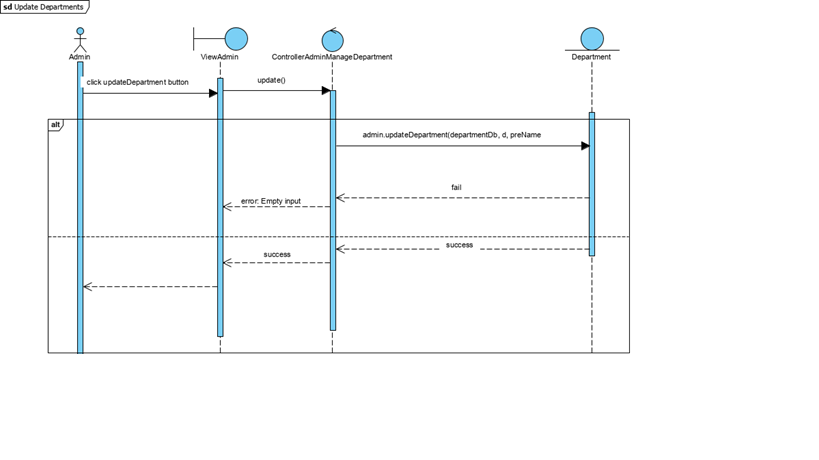 sd Update Departments
Admin
ViewAdmin
ControllerAdminManageDepartment
Department
click updateDepartment button
update()
alt
admin.updateDepartment(departmentDb, d, preName
fail
error: Empty input
success
success